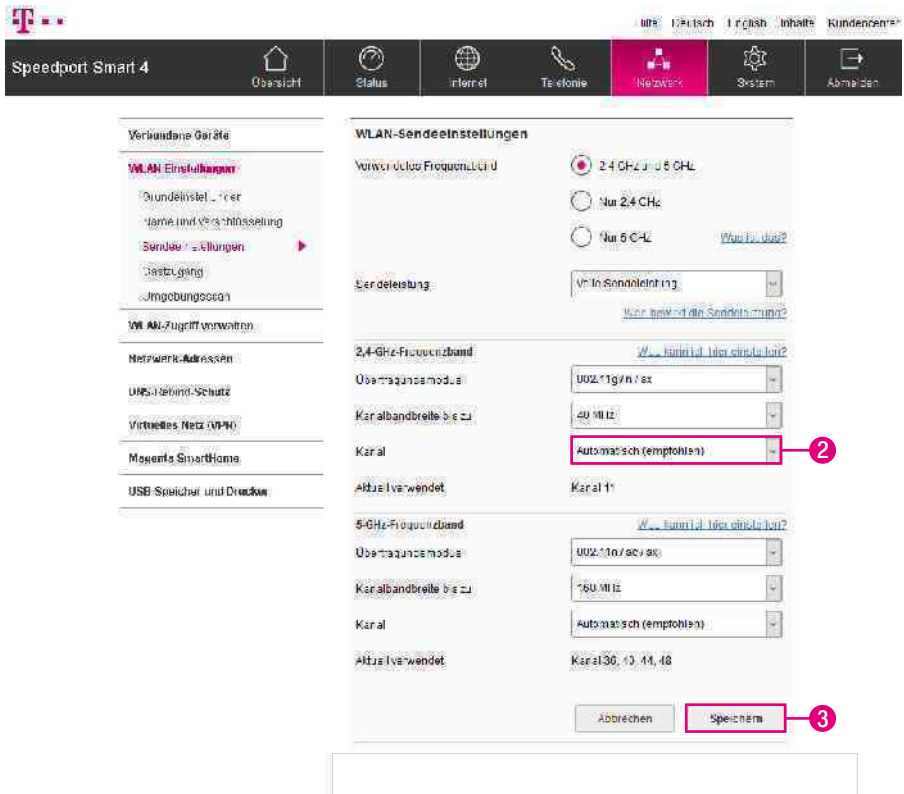 Hilfe Deutsch English Inhalte Kundencenter
Speedport Smart 4
Übersicht
Status
Internet
Telefonie
Netzwerk
System
Abmelden
Verbundene Geräte
WLAN Einstellungen
Grundeinstellungen
Name und Verschlüsselung
Sendeeinstellungen
Gastzugang
Umgebungsscan
WLAN-Zugriff verwalten
Netzwerk-Adressen
DNS-Rebind-Schutz
Virtuelles Netz (VPN)
Magenta SmartHome
USB-Speicher und Drucker
WLAN-Sendeeinstellungen
Verwendetes Frequenzband
2,4 GHz und 5 GHz
Nur 2,4 GHz
Nur 5 GHz
Was ist das?
Sendeleistung
Volle Sendeleistung
Was bewirkt die Sendeleistung?
2,4-GHz-Frequenzband
Was kann ich hier einstellen?
Übertragungsmodus
802.11g / n / ax
Kanalbandbreite bis zu
40 MHz
Kanal
Automatisch (empfohlen)
2
Aktuell verwendet
Kanal 11
5-GHz-Frequenzband
Was kann ich hier einstellen?
Übertragungsmodus
802.11n / ac / ax
Kanalbandbreite bis zu
160 MHz
Kanal
Automatisch (empfohlen)
Aktuell verwendet
Kanal 36, 40, 44, 48
Abbrechen
Speichern
3